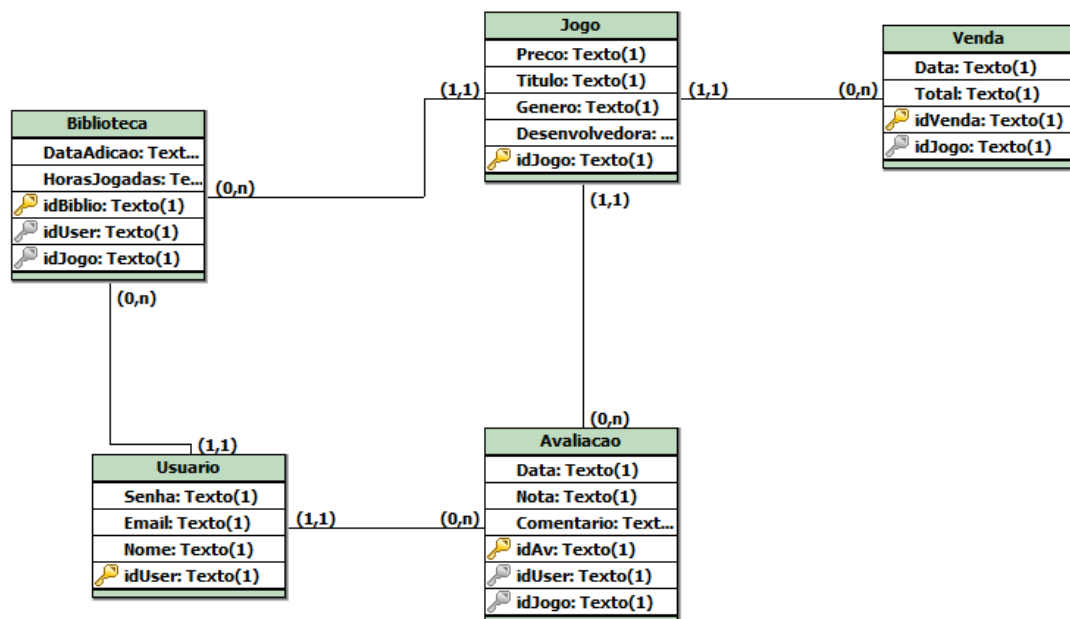 Jogo
Preco: Texto(1)
Titulo: Texto(1)
Genero: Texto(1)
Desenvolvedora: ...
idJogo: Texto(1)
Venda
Data: Texto(1)
Total: Texto(1)
idVenda: Texto(1)
idJogo: Texto(1)
(1,1)
(1,1)
(0,n)
Biblioteca
DataAdicao: Text...
HorasJogadas: Te...
idBiblio: Texto(1)
idUser: Texto(1)
idJogo: Texto(1)
(0,n)
(1,1)
(0,n)
(1,1)
(0,n)
Usuario
Senha: Texto(1)
Email: Texto(1)
Nome: Texto(1)
idUser: Texto(1)
(1,1)
(0,n)
Avaliacao
Data: Texto(1)
Nota: Texto(1)
Comentario: Text...
idAv: Texto(1)
idUser: Texto(1)
idJogo: Texto(1)